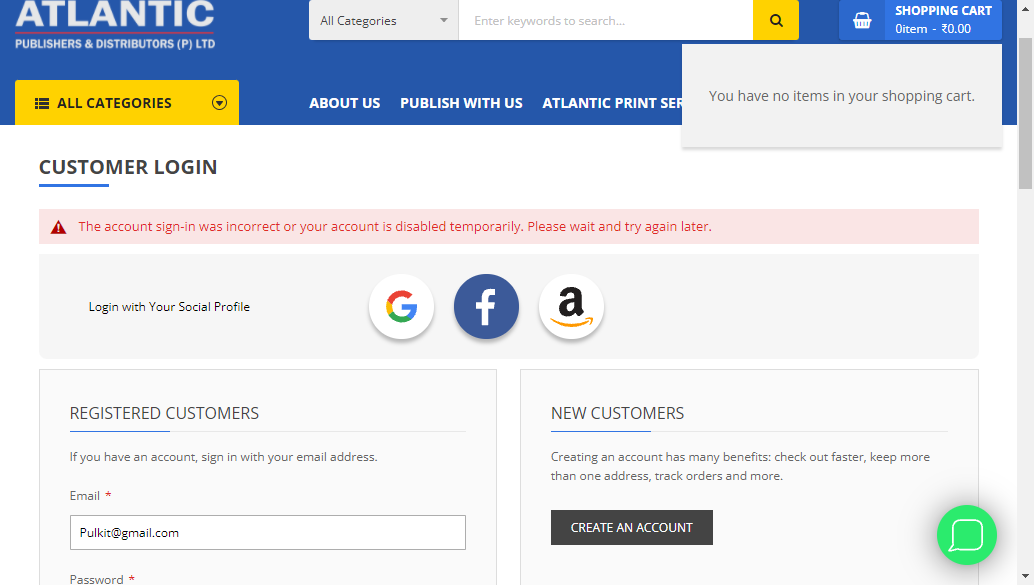 ATLANTIC
PUBLISHERS & DISTRIBUTORS (P) LTD
All Categories
Enter keywords to search...
SHOPPING CART
0item - ₹0.00
You have no items in your shopping cart.
ALL CATEGORIES
ABOUT US PUBLISH WITH US ATLANTIC PRINT SER
CUSTOMER LOGIN
The account sign-in was incorrect or your account is disabled temporarily. Please wait and try again later.
Login with Your Social Profile
REGISTERED CUSTOMERS
If you have an account, sign in with your email address.
Email *
Pulkit@gmail.com
Password *
NEW CUSTOMERS
Creating an account has many benefits: check out faster, keep more
than one address, track orders and more.
CREATE AN ACCOUNT